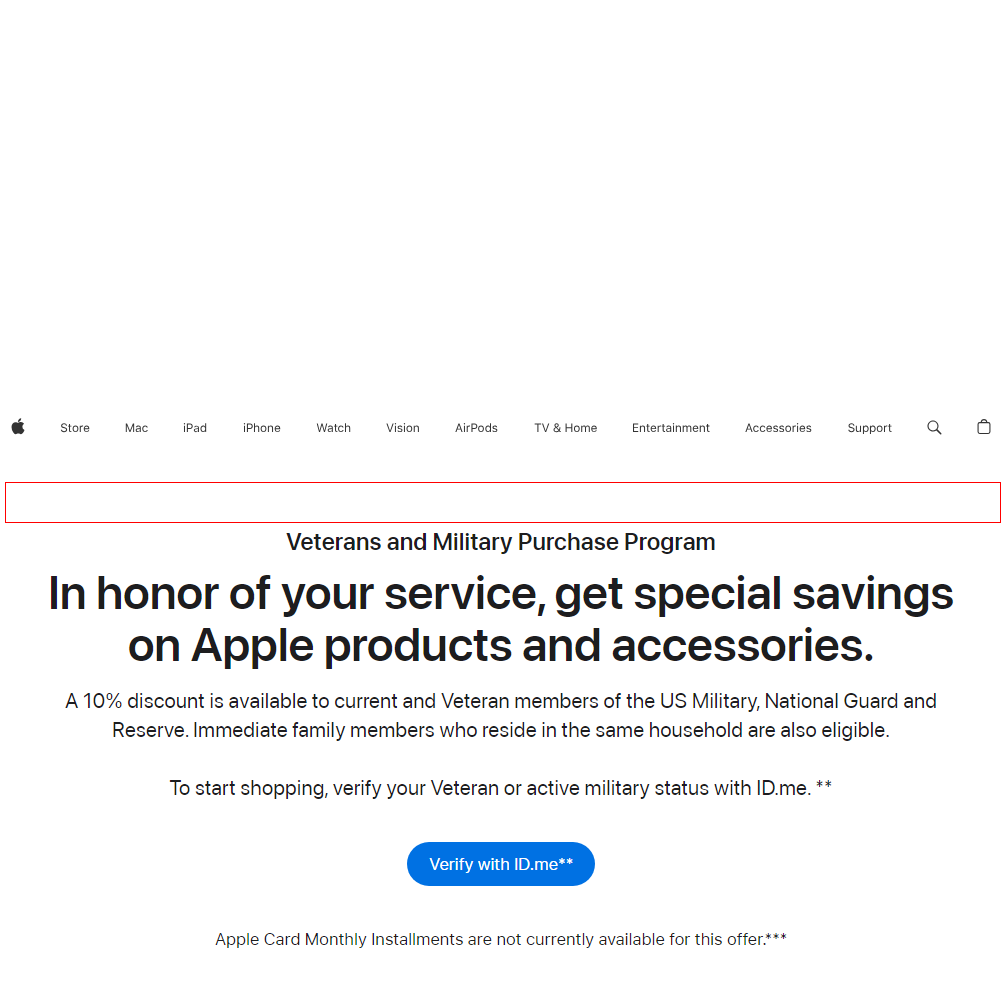 Store Mac iPad iPhone Watch Vision AirPods TV & Home Entertainment Accessories Support
Veterans and Military Purchase Program
In honor of your service, get special savings
on Apple products and accessories.
A 10% discount is available to current and Veteran members of the US Military, National Guard and
Reserve. Immediate family members who reside in the same household are also eligible.
To start shopping, verify your Veteran or active military status with ID.me. **
Verify with ID.me**
Apple Card Monthly Installments are not currently available for this offer.***